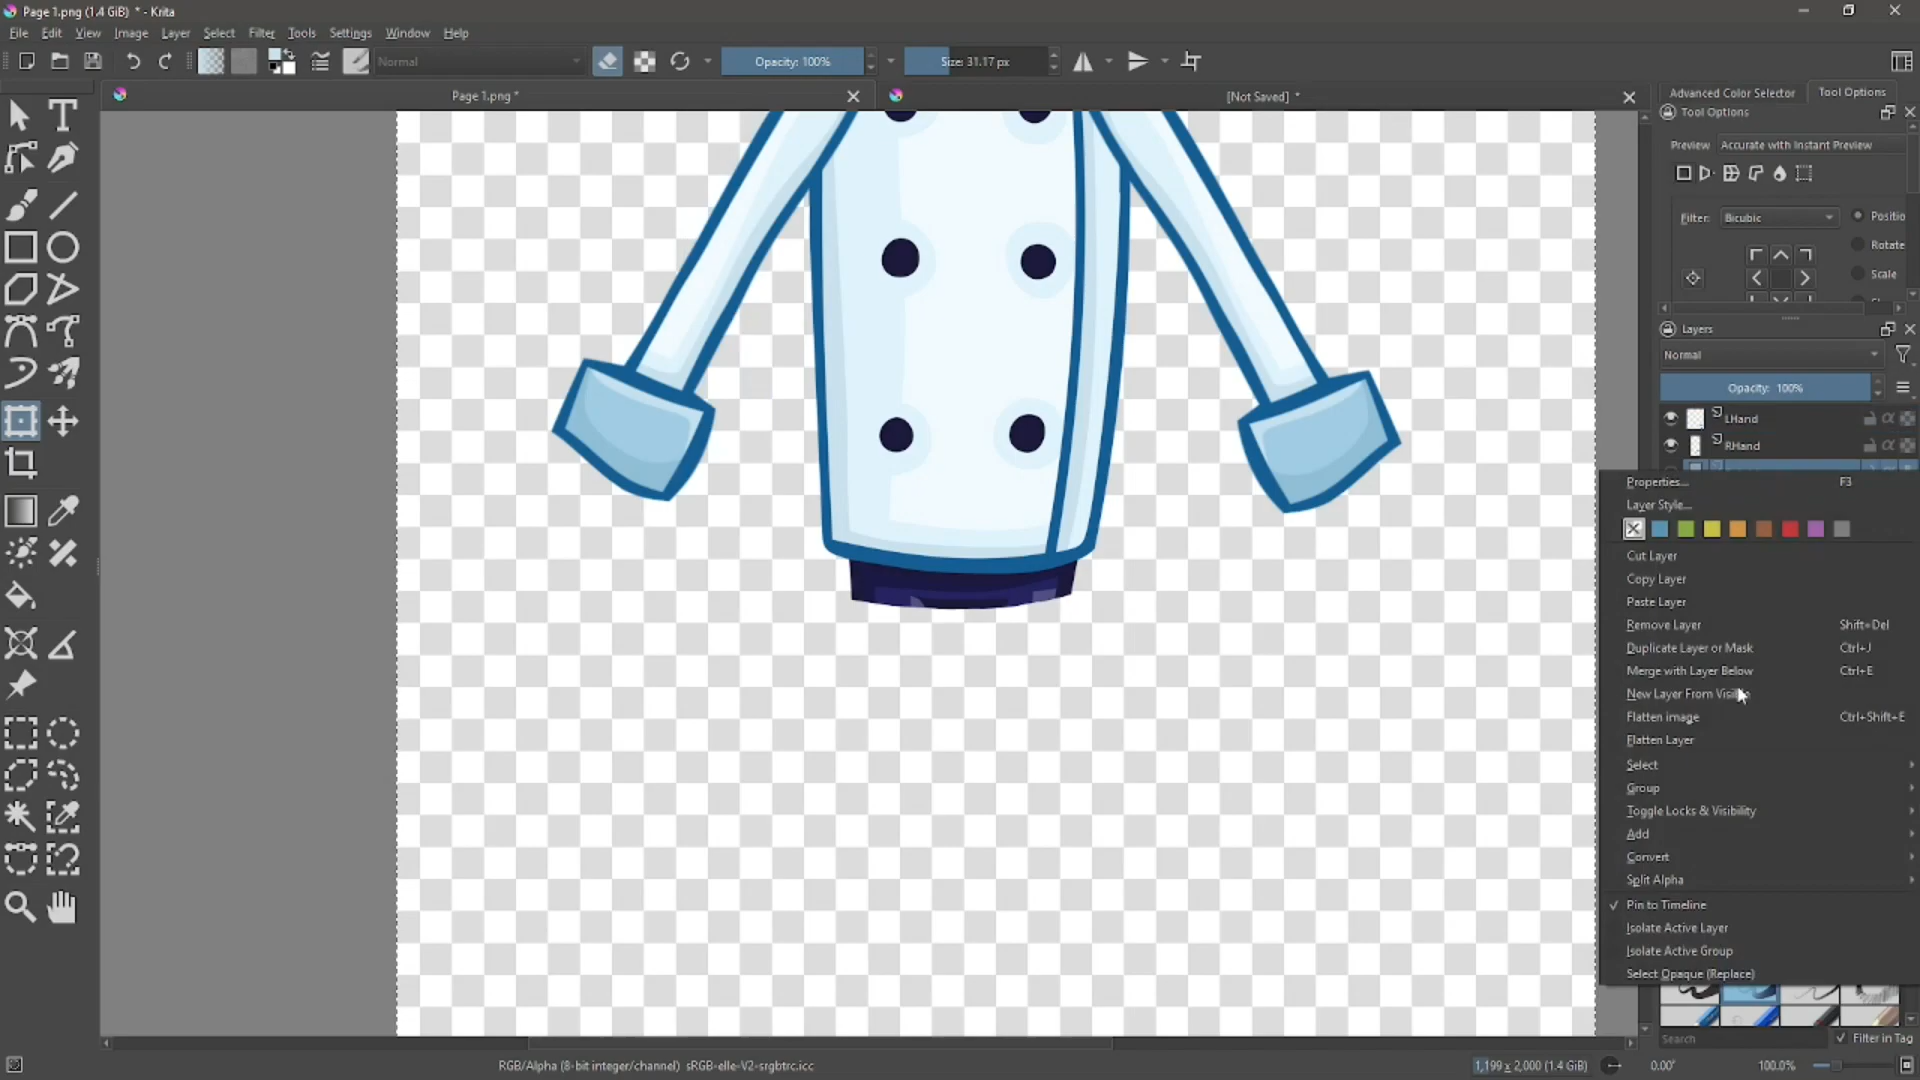 Page 1.png (1.4 GiB) * - Krita
File Edit View Image Layer Select Filter Tools Settings Window Help
Normal Opacity: 100% Size: 31.17 px
Page 1.png * [Not Saved] *
Advanced Color Selector Tool Options
Tool Options
Preview Accurate with Instant Preview
Filter: Bicubic Positio
Rotate
Scale
Layers
Normal
Opacity: 100%
LHand
RHand
Properties... F3
Layer Style...
Cut Layer
Copy Layer
Paste Layer
Remove Layer Shift+Del
Duplicate Layer or Mask Ctrl+J
Merge with Layer Below Ctrl+E
New Layer From Visible
Flatten image Ctrl+Shift+E
Flatten Layer
Select
Group
Toggle Locks & Visibility
Add
Convert
Split Alpha
✓ Pin to Timeline
Isolate Active Layer
Isolate Active Group
Select Opaque (Replace)
Search ✓ Filter in Tag
RGB/Alpha (8-bit integer/channel) sRGB-elle-V2-srgbtrc.icc 1,199 x 2,000 (1.4 GiB) 0.00° 100.0%